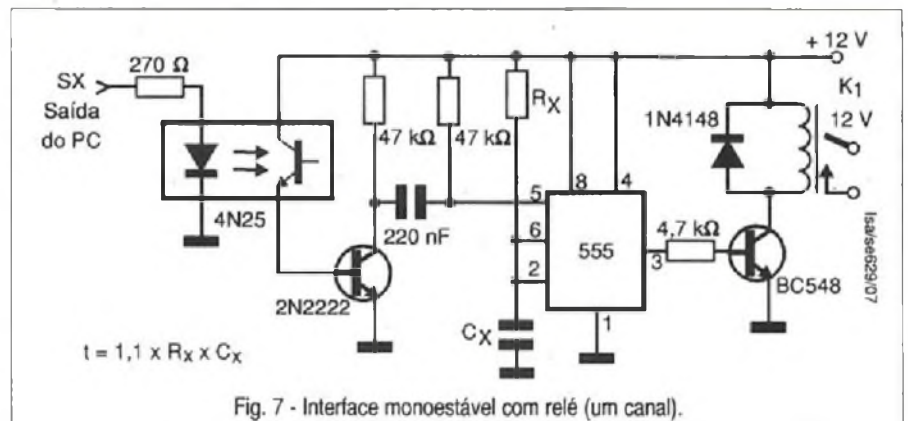 + 12 V
270 Ω
SX
Saída
do PC
4N25
47 kΩ
47 kΩ
RX
220 nF
2N2222
CX
5
6
2
8
4
555
3
1
4,7 kΩ
1N4148
K1
12 V
BC548
Isa/se629/07
t = 1,1 x RX x CX
Fig. 7 - Interface monoestável com relé (um canal).